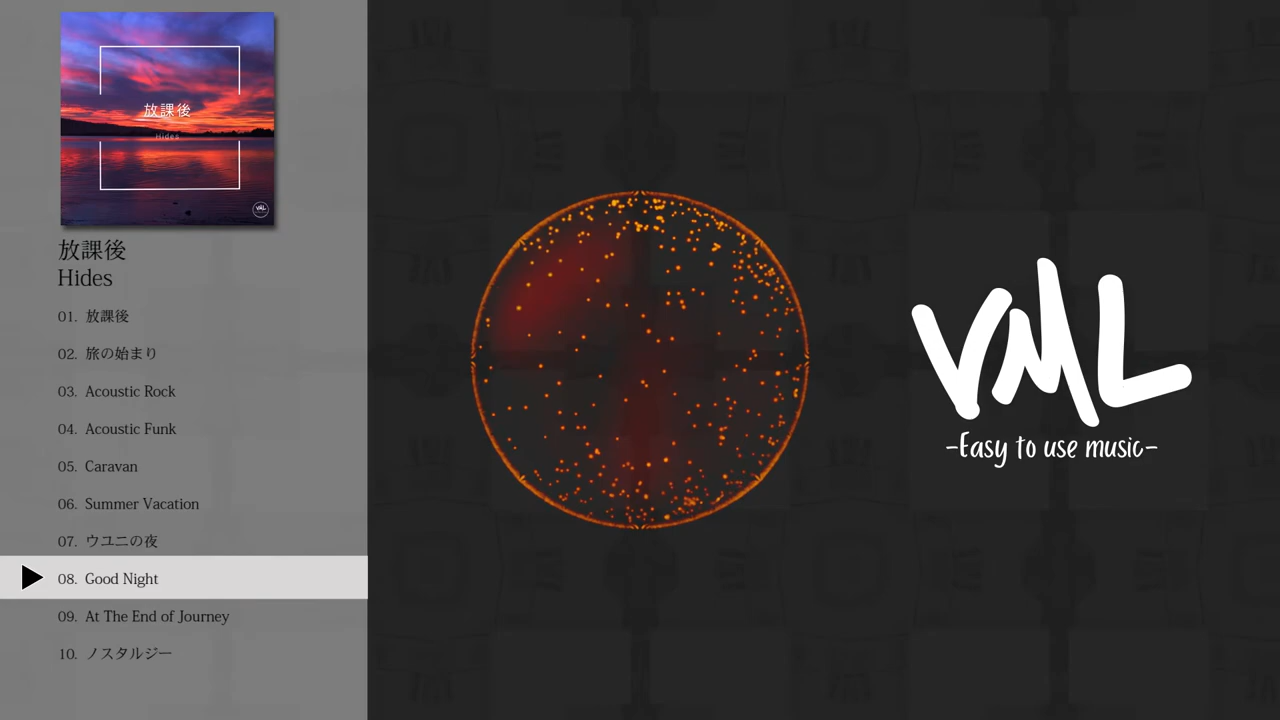 放課後
Hides
VML
放課後
Hides
01. 放課後
02. 旅の始まり
03. Acoustic Rock
04. Acoustic Funk
05. Caravan
06. Summer Vacation
07. ウユニの夜
08. Good Night
09. At The End of Journey
10. ノスタルジー
VML
-Easy to use music-